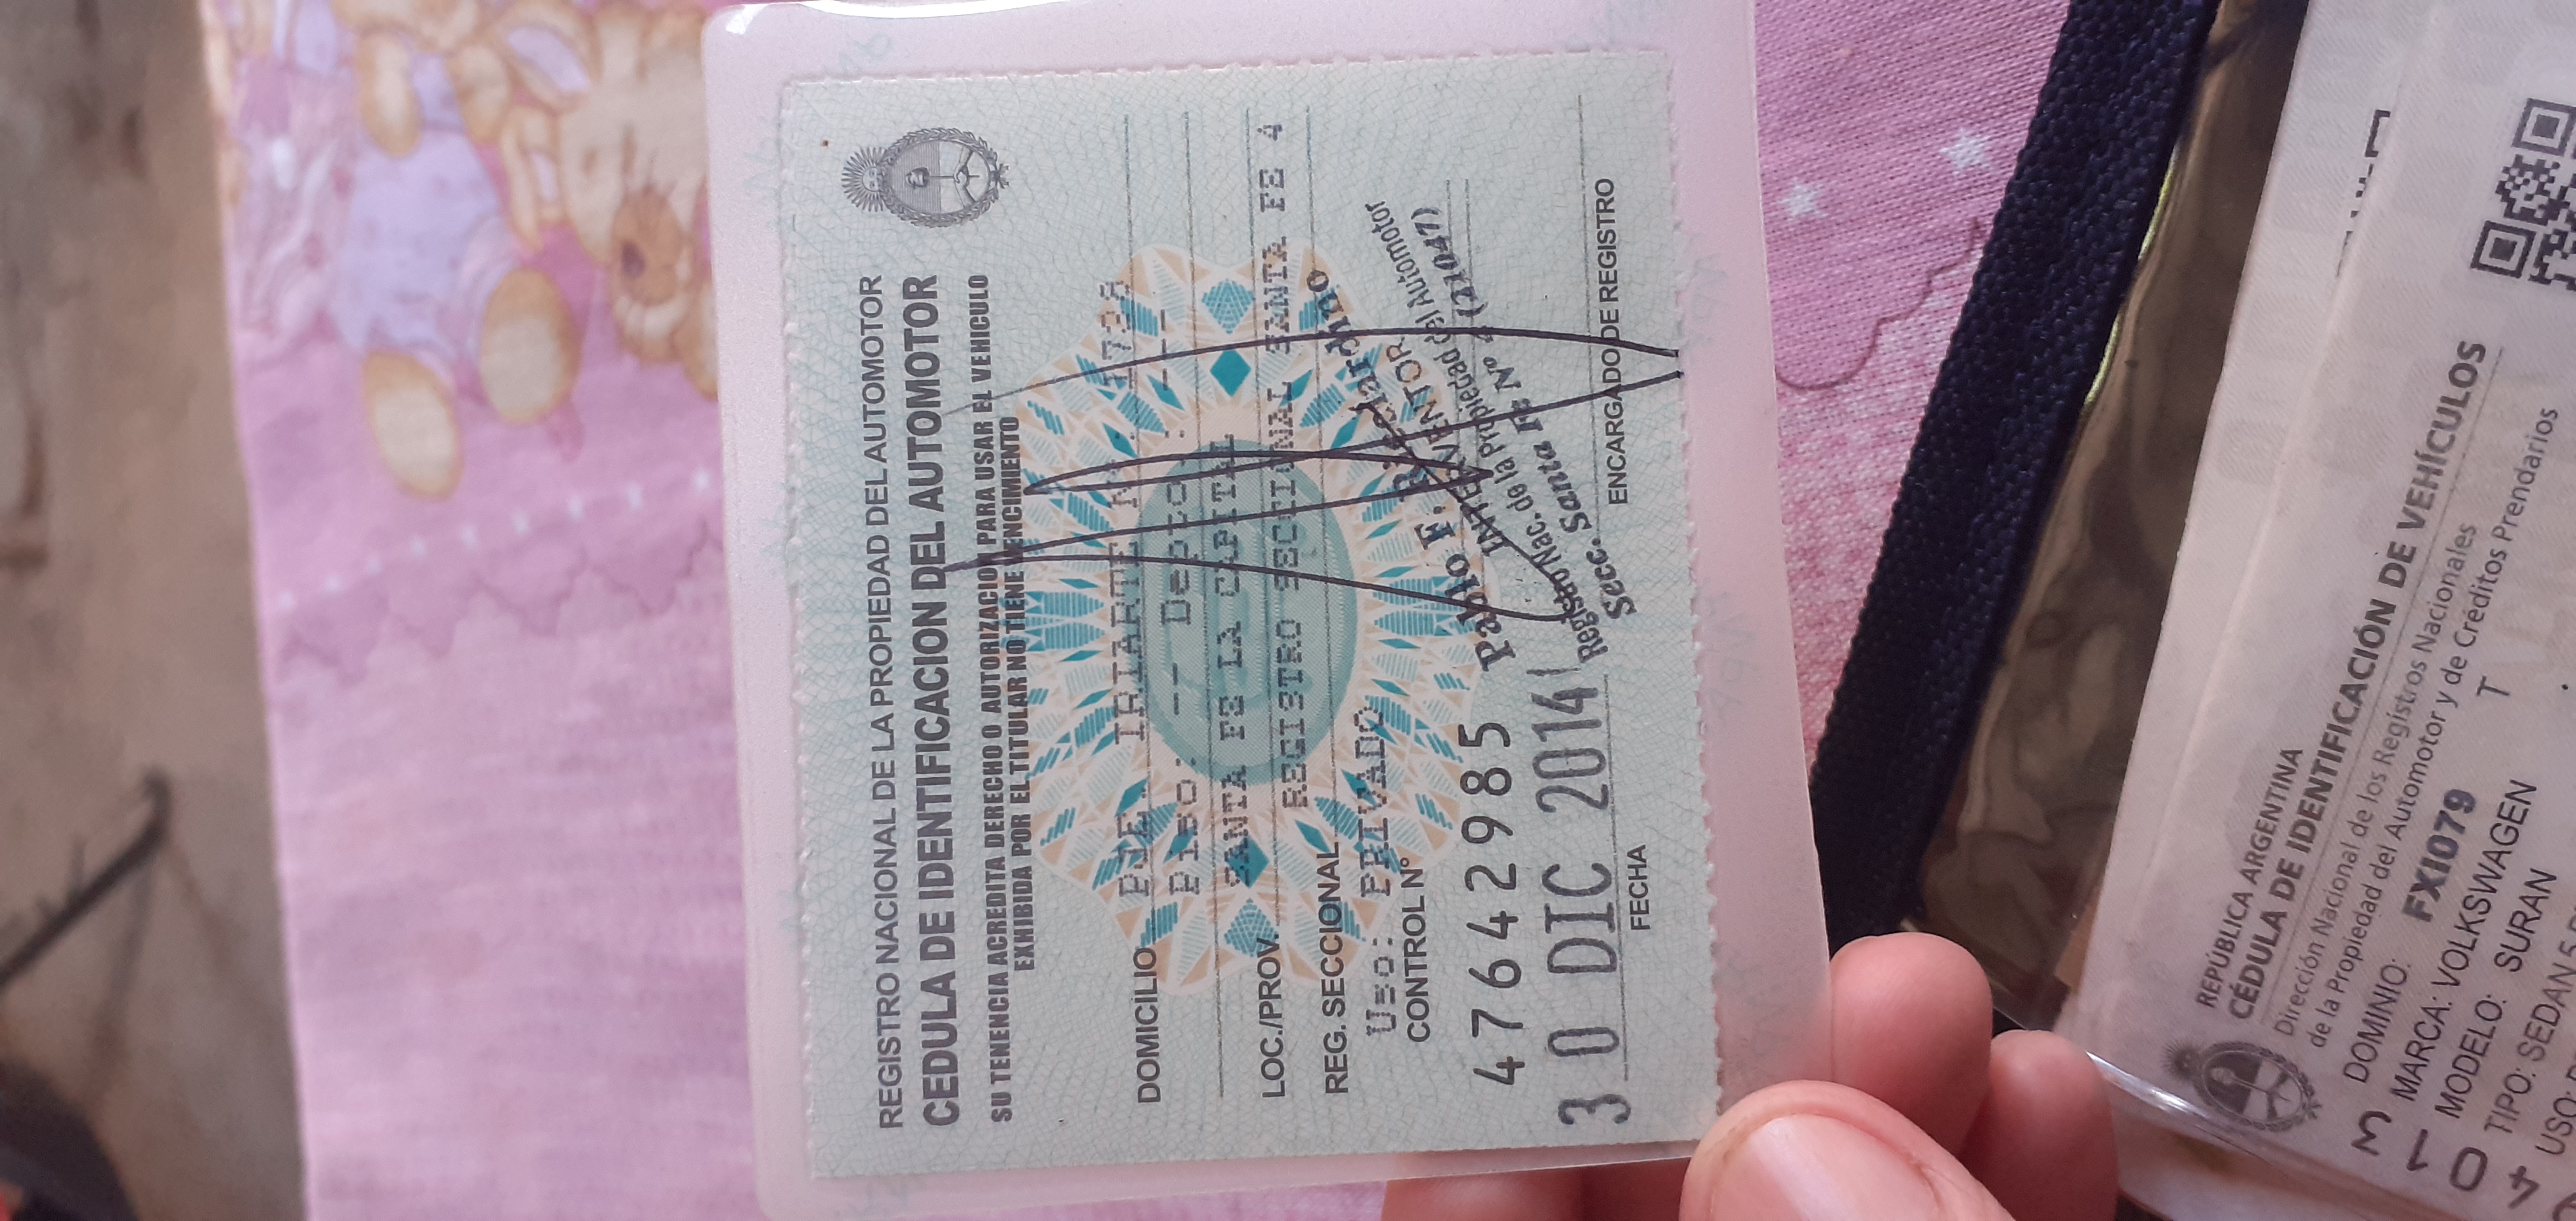 REGISTRO NACIONAL DE LA PROPIEDAD DEL AUTOMOTOR
CEDULA DE IDENTIFICACION DEL AUTOMOTOR
SU TENENCIA ACREDITA DERECHO O AUTORIZACION PARA USAR EL VEHICULO
EXHIBIDA POR EL TITULAR NO TIENE VENCIMIENTO
DOMICILIO PJE. IRIARTE Nº: 1728
Piso: -- Depto.: ---
SANTA FE LA CAPITAL
LOC./PROV.
REGISTRO SECCIONAL SANTA FE 4
REG. SECCIONAL
Uso: PRIVADO
CONTROL Nº
47642985
30 DIC 2014
FECHA
Pablo F. Ricciardino
INTERVENTOR
Registro Nac. de la Propiedad del Automotor
Secc. Santa Fe Nº 4 (21047)
ENCARGADO DE REGISTRO
REPÚBLICA ARGENTINA
CÉDULA DE IDENTIFICACIÓN DE VEHÍCULOS
Dirección Nacional de los Registros Nacionales
de la Propiedad del Automotor y de Créditos Prendarios
DOMINIO: FXI079
MARCA: VOLKSWAGEN T
MODELO: SURAN
TIPO: SEDAN 5
USO:
4013